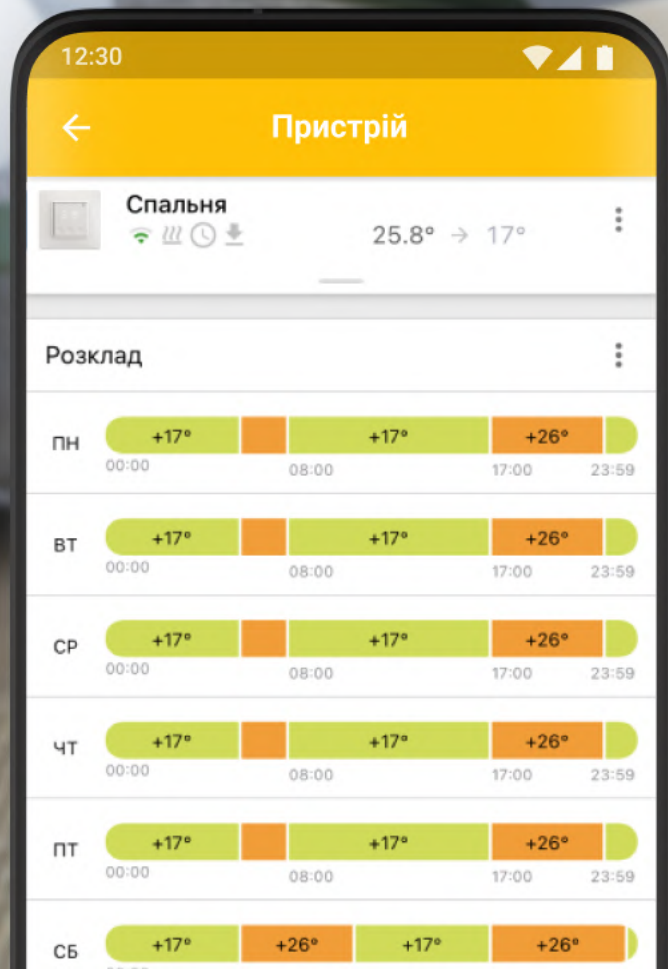 12:30
Пристрій
Спальня
25.8° → 17°
Розклад
ПН +17° +17° +26°
00:00 08:00 17:00 23:59
ВТ +17° +17° +26°
00:00 08:00 17:00 23:59
СР +17° +17° +26°
00:00 08:00 17:00 23:59
ЧТ +17° +17° +26°
00:00 08:00 17:00 23:59
ПТ +17° +17° +26°
00:00 08:00 17:00 23:59
СБ +17° +26° +17° +26°